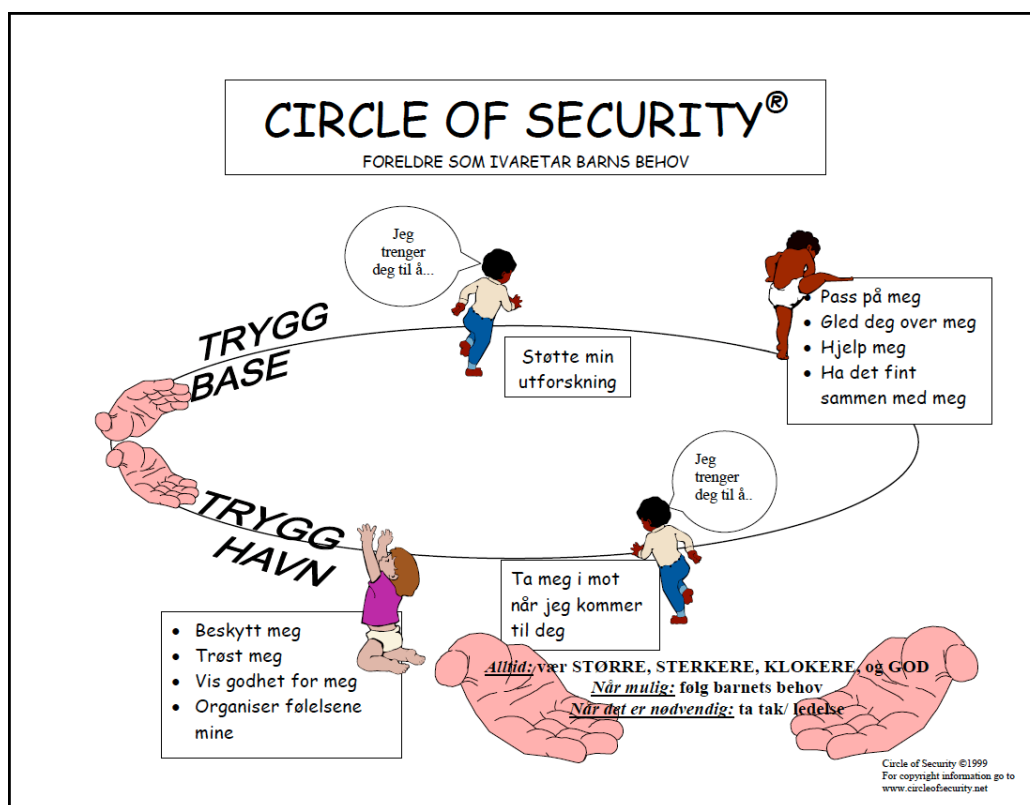 CIRCLE OF SECURITY®
FORELDRE SOM IVARETAR BARNS BEHOV
Jeg
trenger
deg til å...
TRYGG
BASE
Støtte min
utforskning
• Pass på meg
• Gled deg over meg
• Hjelp meg
• Ha det fint
sammen med meg
Jeg
trenger
deg til å..
TRYGG
HAVN
Ta meg i mot
når jeg kommer
til deg
• Beskytt meg
• Trøst meg
• Vis godhet for meg
• Organiser følelsene
mine
Alltid: vær STØRRE, STERKERE, KLOKERE, og GOD
Når mulig: følg barnets behov
Når det er nødvendig: ta tak/ ledelse
Circle of Security ©1999
For copyright information go to
www.circleofsecurity.net